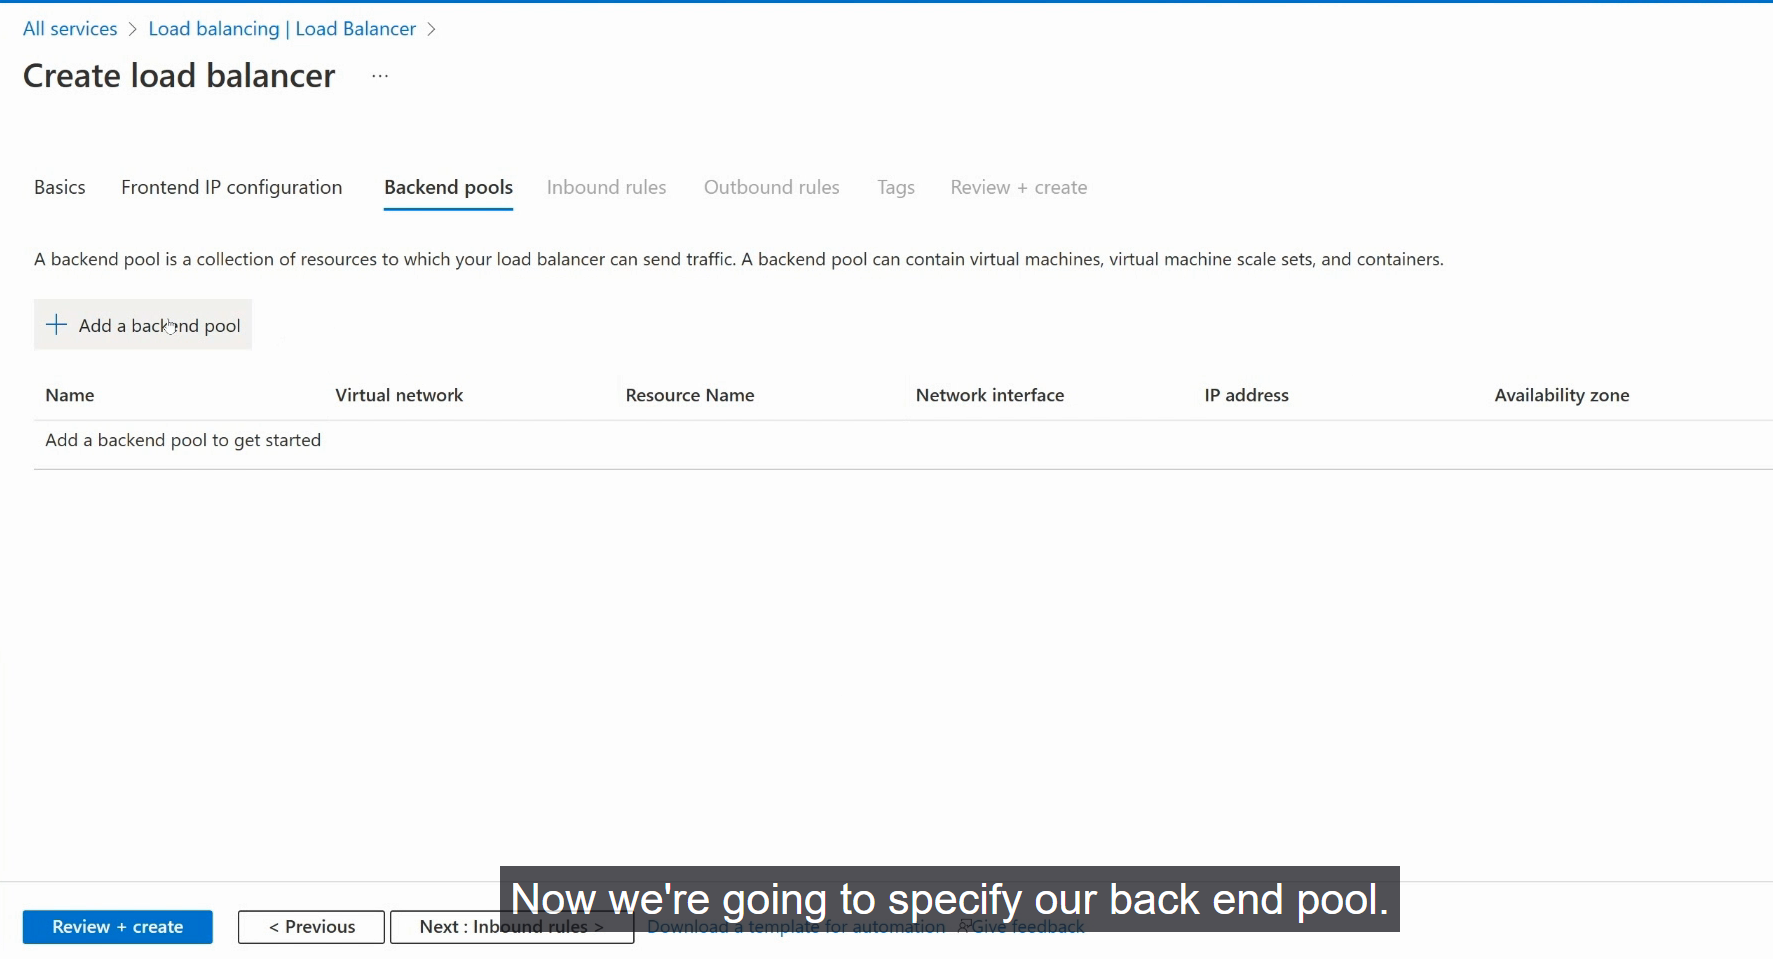 All services > Load balancing | Load Balancer >
Create load balancer ...
Basics Frontend IP configuration Backend pools Inbound rules Outbound rules Tags Review + create
A backend pool is a collection of resources to which your load balancer can send traffic. A backend pool can contain virtual machines, virtual machine scale sets, and containers.
+ Add a backend pool
Name Virtual network Resource Name Network interface IP address Availability zone
Add a backend pool to get started
Now we're going to specify our back end pool.
Review + create < Previous Next : Inbound rules > Download a template for automation Give feedback